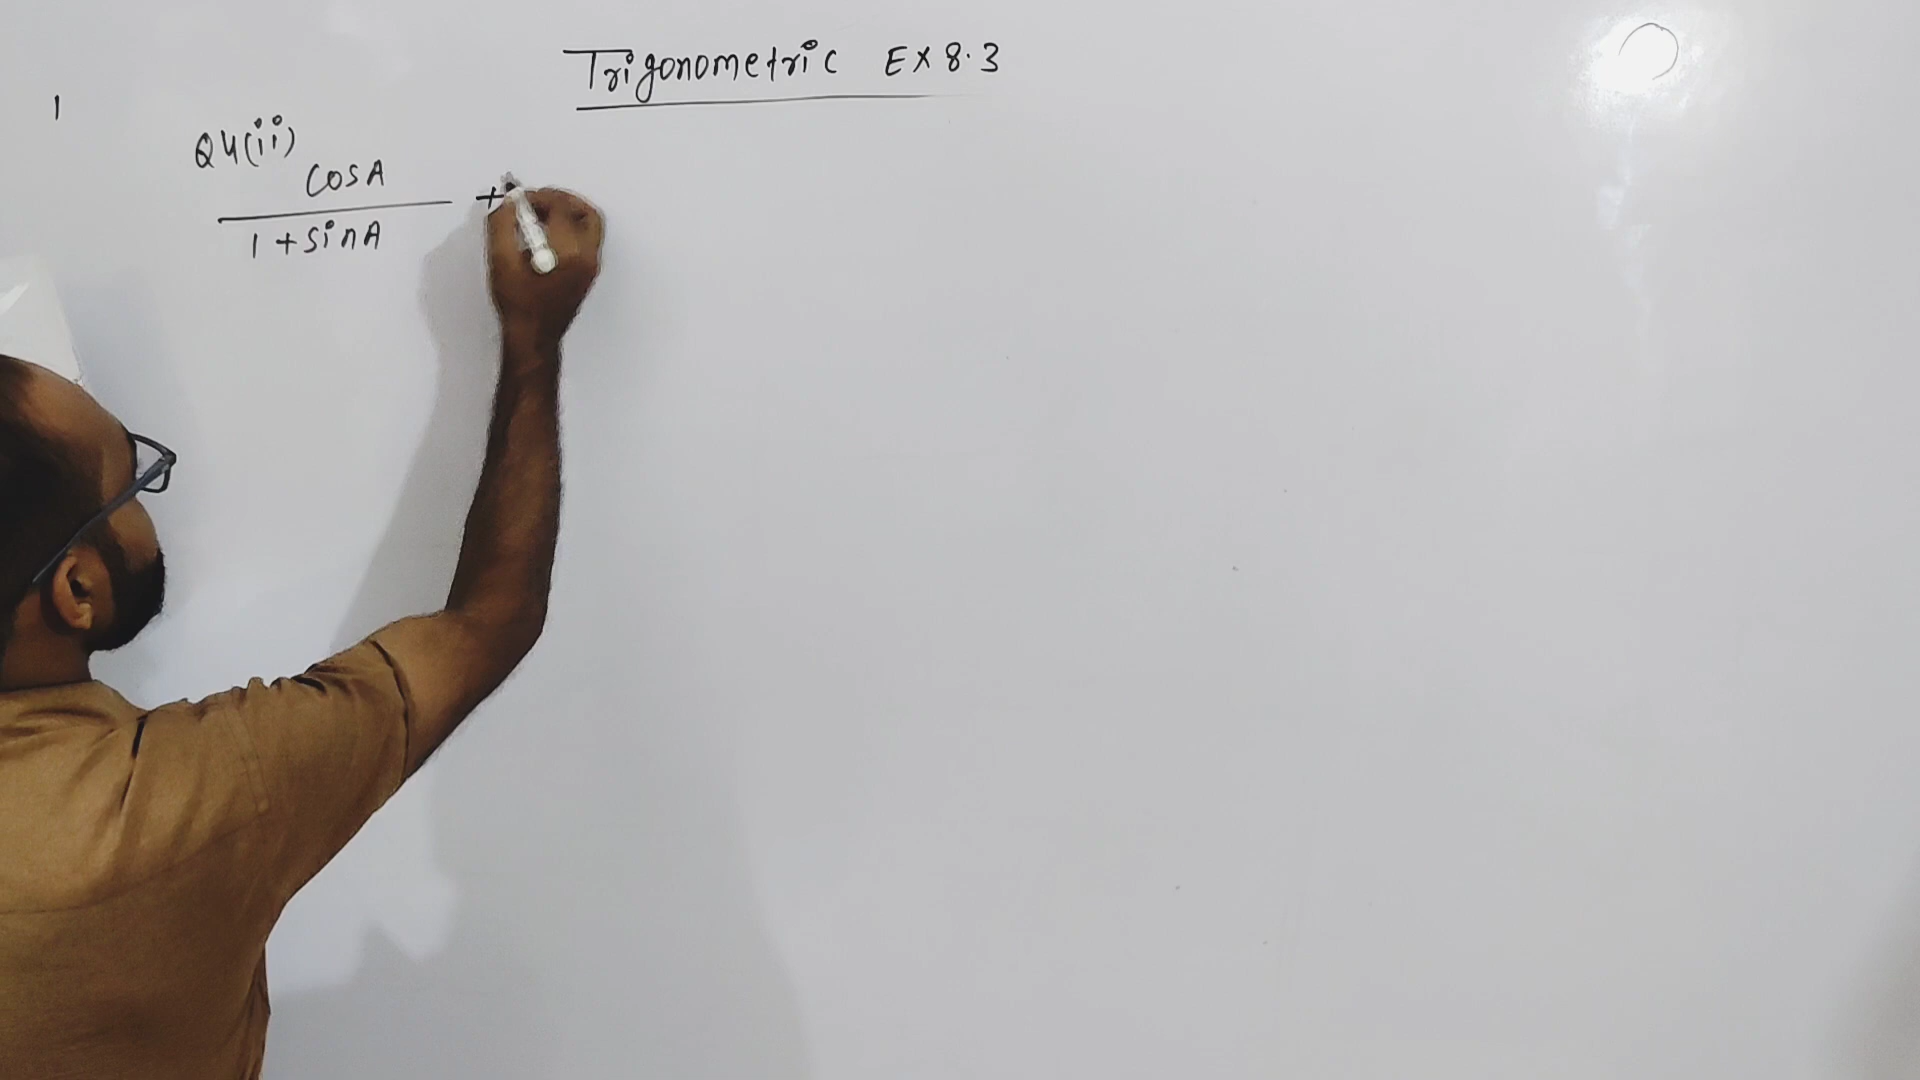 Trigonometric EX 8.3
1
Q4(ii)
cosA
1+sinA
+